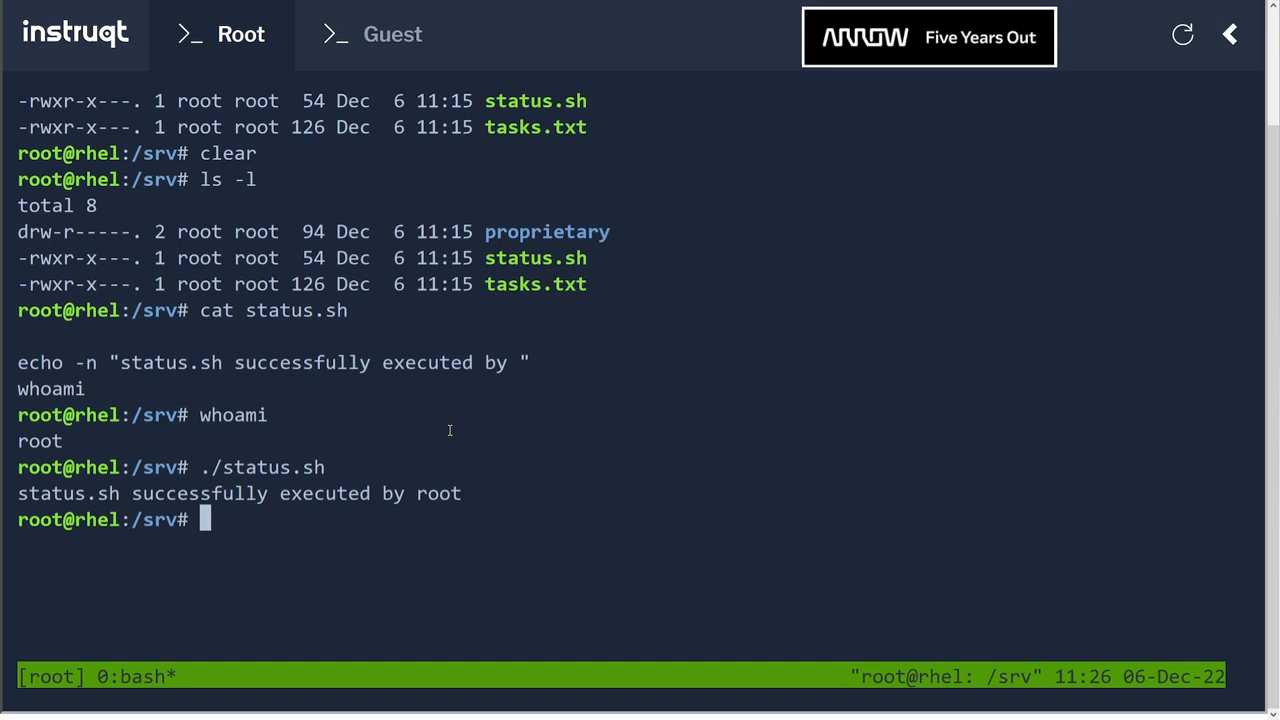 instruqt >_ Root >_ Guest ARROW Five Years Out
-rwxr-x---. 1 root root  54 Dec  6 11:15 status.sh
-rwxr-x---. 1 root root 126 Dec  6 11:15 tasks.txt
root@rhel:/srv# clear
root@rhel:/srv# ls -l
total 8
drw-r-----. 2 root root  94 Dec  6 11:15 proprietary
-rwxr-x---. 1 root root  54 Dec  6 11:15 status.sh
-rwxr-x---. 1 root root 126 Dec  6 11:15 tasks.txt
root@rhel:/srv# cat status.sh
echo -n "status.sh successfully executed by "
whoami
root@rhel:/srv# whoami
root
root@rhel:/srv# ./status.sh
status.sh successfully executed by root
root@rhel:/srv#
[root] 0:bash* "root@rhel: /srv" 11:26 06-Dec-22